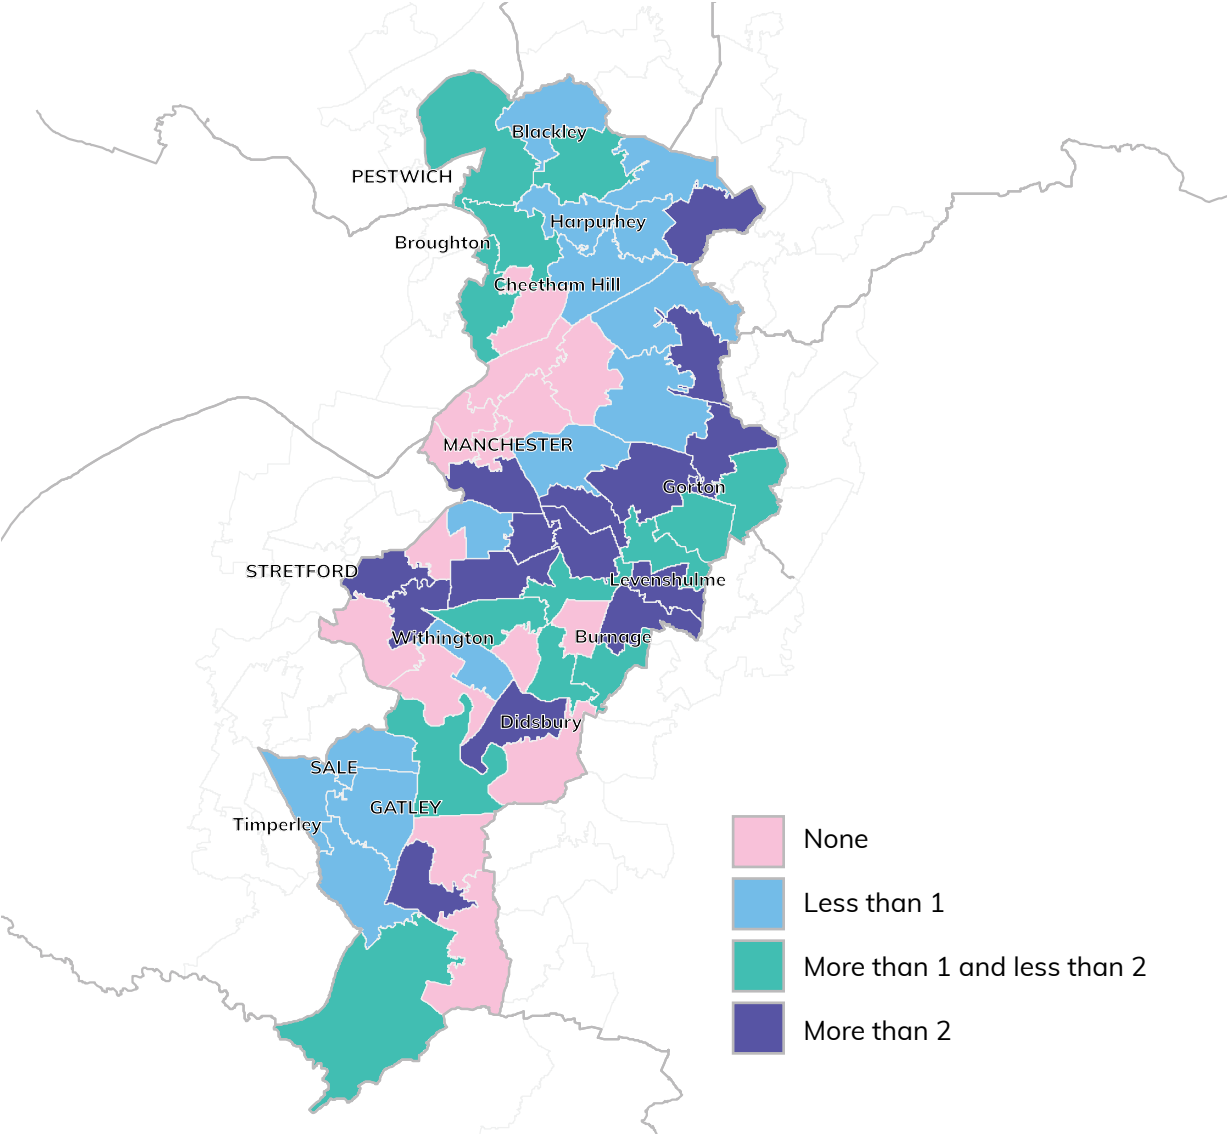 Blackley
PESTWICH
Harpurhey
Broughton
Cheetham Hill
MANCHESTER
Gorton
STRETFORD
Levenshulme
Withington
Burnage
Didsbury
SALE
GATLEY
Timperley
None
Less than 1
More than 1 and less than 2
More than 2